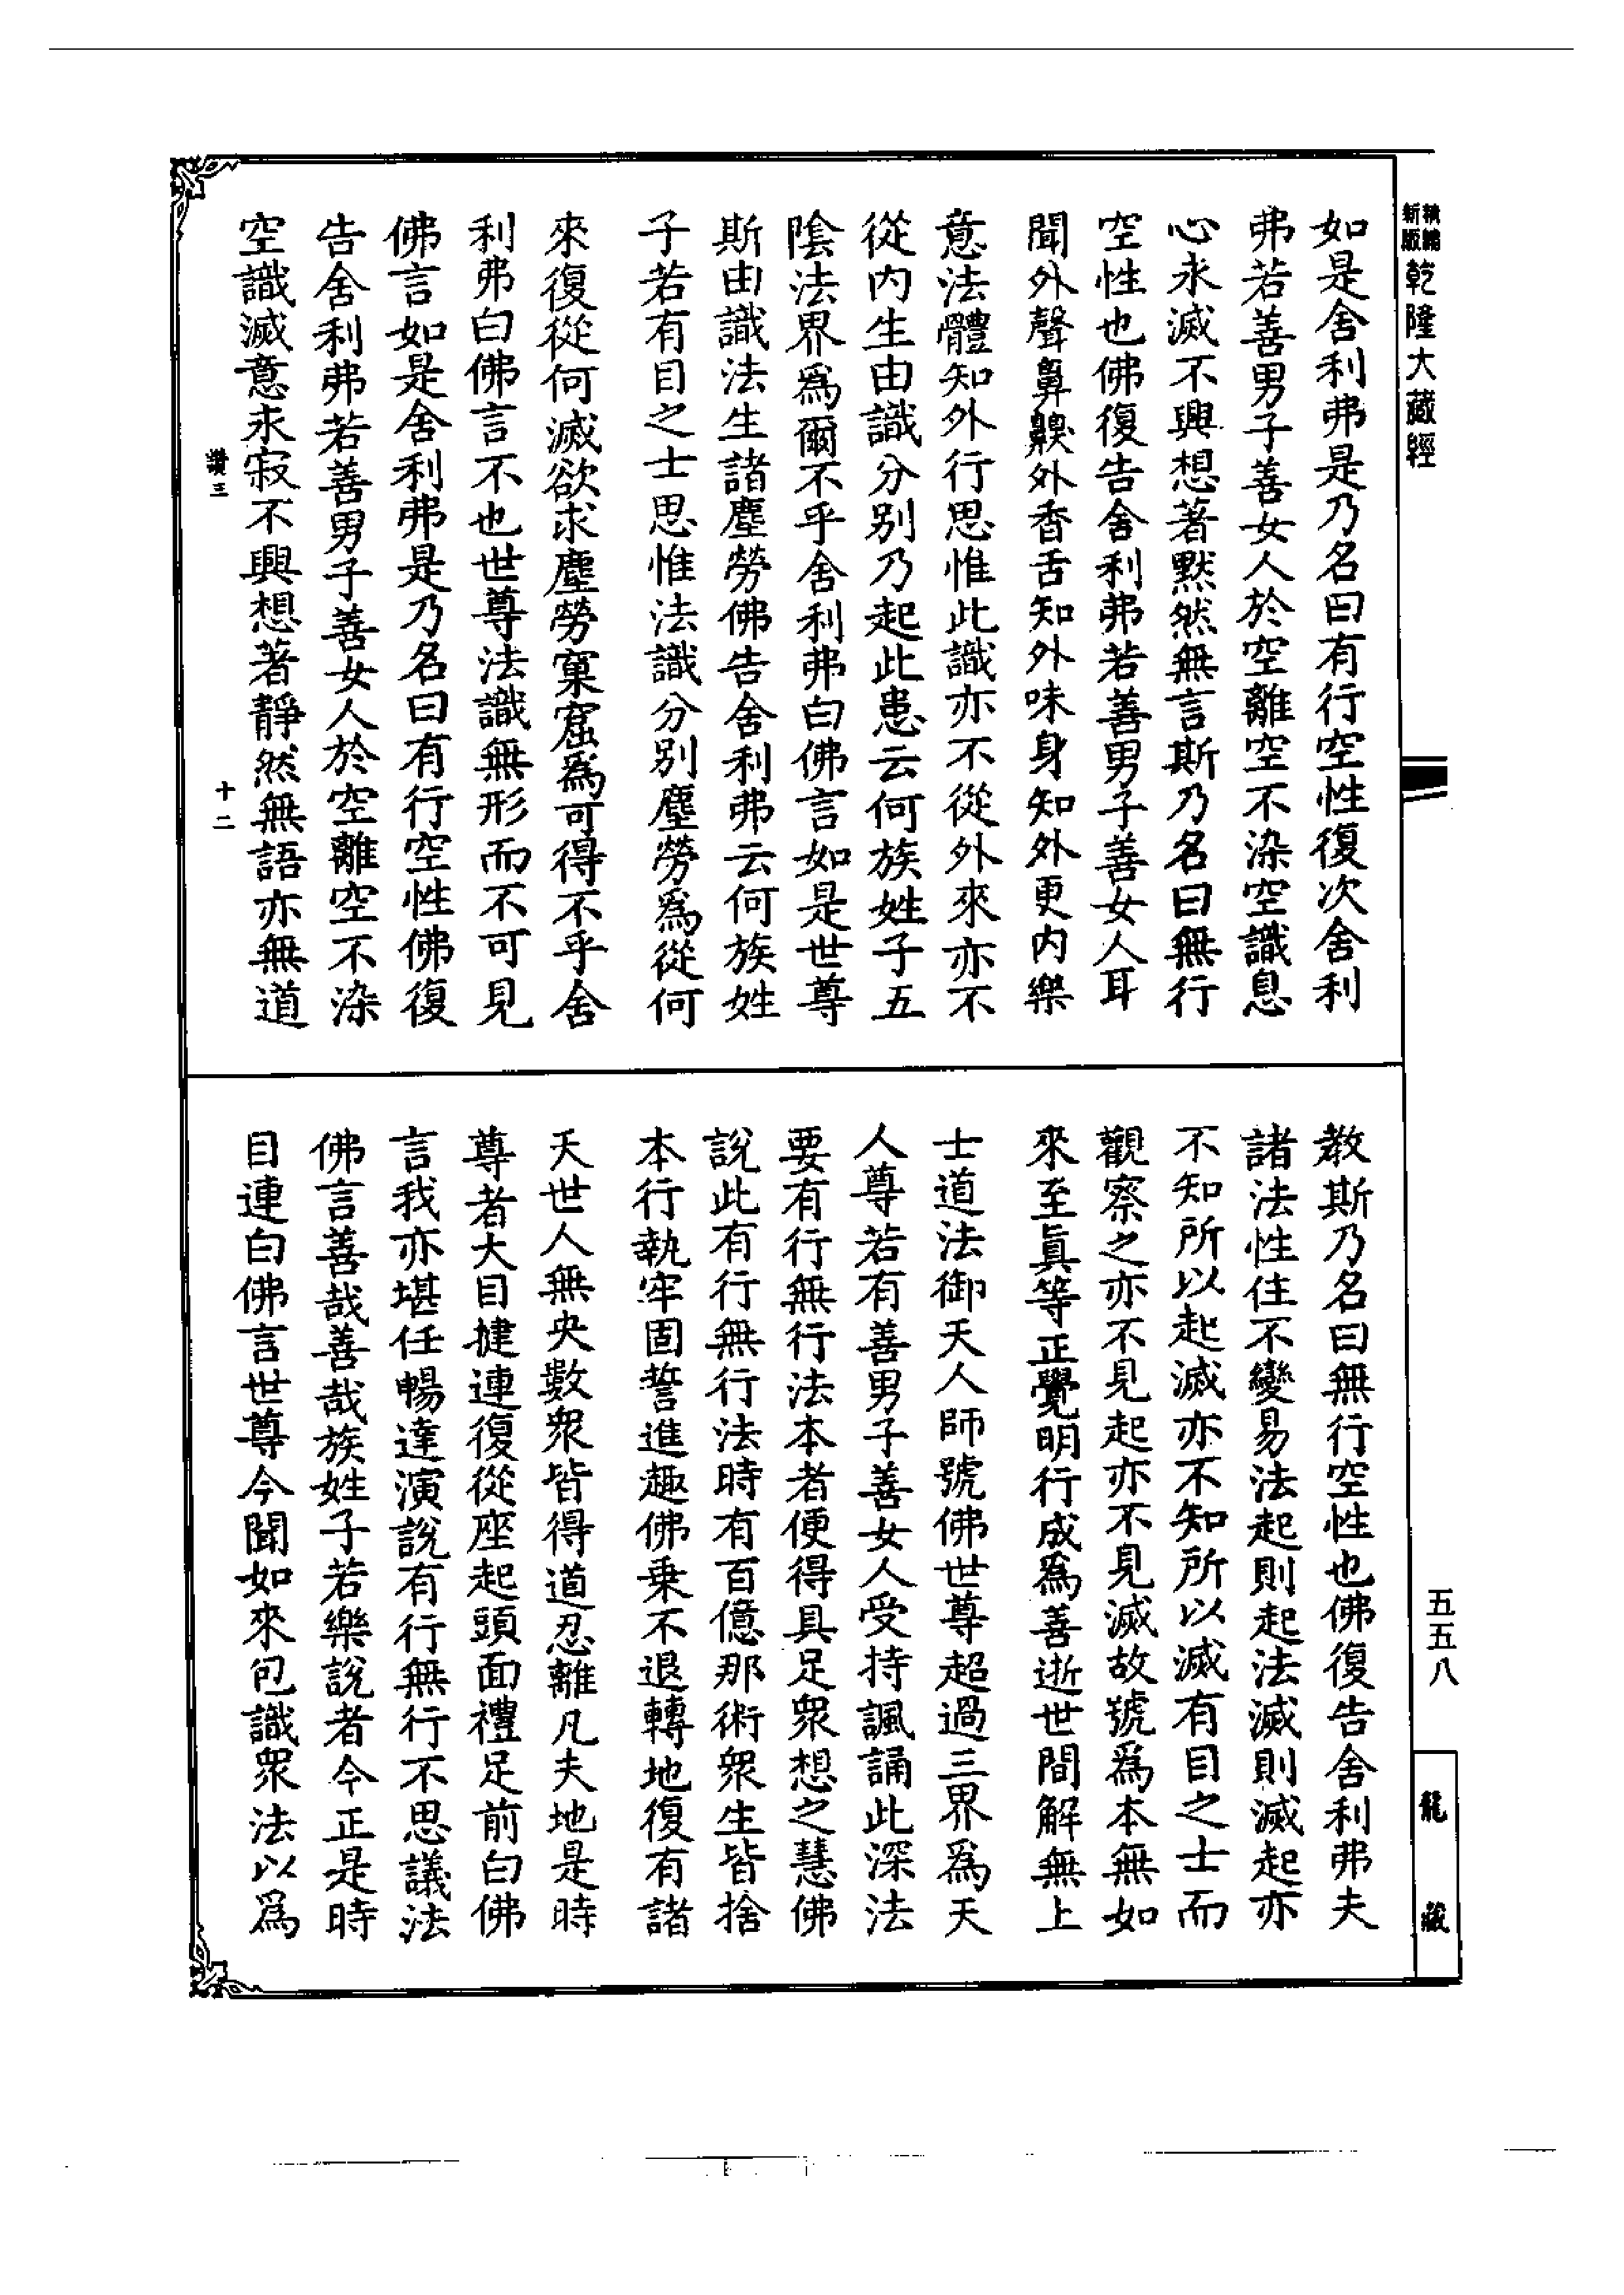 精編
新版
乾隆大藏經
如是舍利弗是乃名曰有行空性復次舍利
弗若善男子善女人於空離空不染空識息
心永滅不興想著默然無言斯乃名曰無行
空性也佛復告舍利弗若善男子善女人耳
聞外聲鼻齅外香舌知外味身知外更内樂
意法體知外行思惟此識亦不從外來亦不
從内生由識分别乃起此患云何族姓子五
陰法界爲爾不乎舍利弗白佛言如是世尊
斯由識法生諸塵勞佛告舍利弗云何族姓
子若有目之士思惟法識分别塵勞爲從何
來復從何滅欲求塵勞窠窟爲可得不乎舍
利弗白佛言不也世尊法識無形而不可見
佛言如是舍利弗是乃名曰有行空性佛復
告舍利弗若善男子善女人於空離空不染
空識滅意永寂不興想著靜然無語亦無道
讚三
十二
教斯乃名曰無行空性也佛復告舍利弗夫
諸法性住不變易法起則起法滅則滅起亦
不知所以起滅亦不知所以滅有目之士而
觀察之亦不見起亦不見滅故號爲本無如
來至眞等正覺明行成爲善逝世間解無上
士道法御天人師號佛世尊超過三界爲天
人尊若有善男子善女人受持諷誦此深法
要有行無行法本者便得具足衆想之慧佛
說此有行無行法時有百億那術衆生皆捨
本行執牢固誓進趣佛乘不退轉地復有諸
天世人無央數衆皆得道忍離凡夫地是時
尊者大目揵連復從座起頭面禮足前白佛
言我亦堪任暢達演說有行無行不思議法
佛言善哉善哉族姓子若樂說者今正是時
目連白佛言世尊今聞如來包識衆法以爲
五五八
龍藏